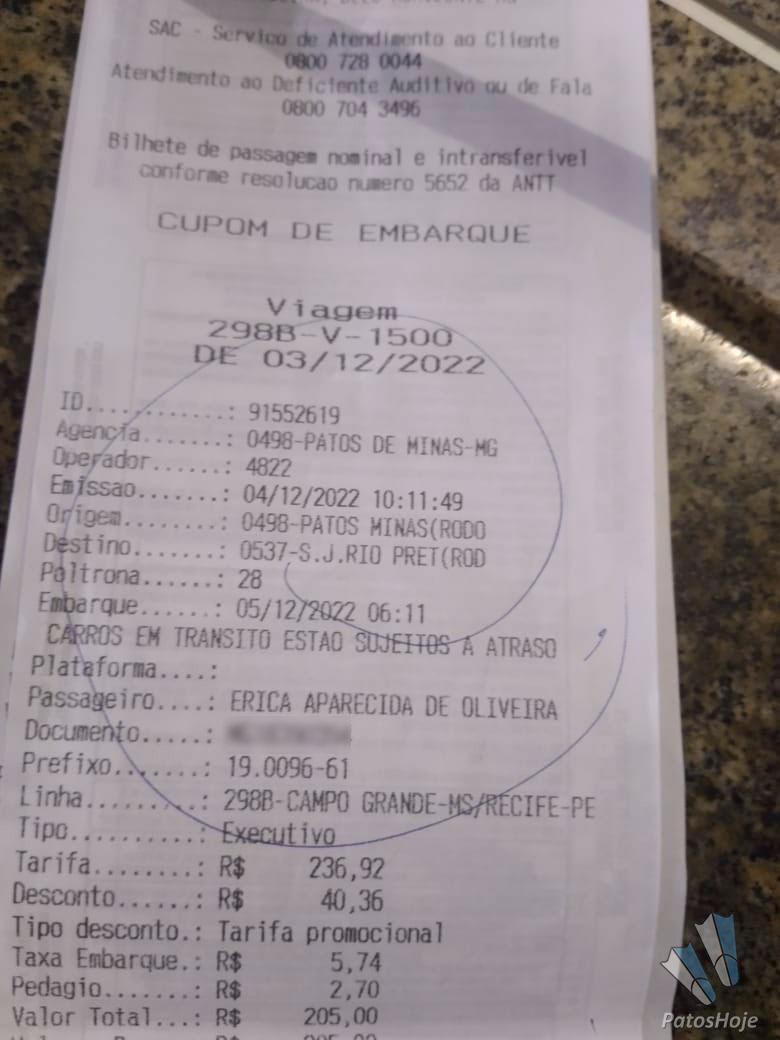 SAC - Servico de Atendimento ao Cliente
0800 728 0044
Atendimento ao Deficiente Auditivo ou de Fala
0800 704 3496
Bilhete de passagem nominal e intransferivel
conforme resolucao numero 5652 da ANTT
CUPOM DE EMBARQUE
Viagem
298B-V-1500
DE 03/12/2022
ID............: 91552619
Agencia.......: 0498-PATOS DE MINAS-MG
Operador......: 4822
Emissao.......: 04/12/2022 10:11:49
Origem........: 0498-PATOS MINAS(RODO
Destino.......: 0537-S.J.RIO PRET(ROD
Poltrona......: 28
Embarque......: 05/12/2022 06:11
CARROS EM TRANSITO ESTAO SUJEITOS A ATRASO
Plataforma....:
Passageiro....: ERICA APARECIDA DE OLIVEIRA
Documento.....:
Prefixo.......: 19.0096-61
Linha.........: 298B-CAMPO GRANDE-MS/RECIFE-PE
Tipo..........: Executivo
Tarifa........: R$ 236,92
Desconto......: R$ 40,36
Tipo desconto.: Tarifa promocional
Taxa Embarque.: R$ 5,74
Pedagio.......: R$ 2,70
Valor Total...: R$ 205,00
PatosHoje